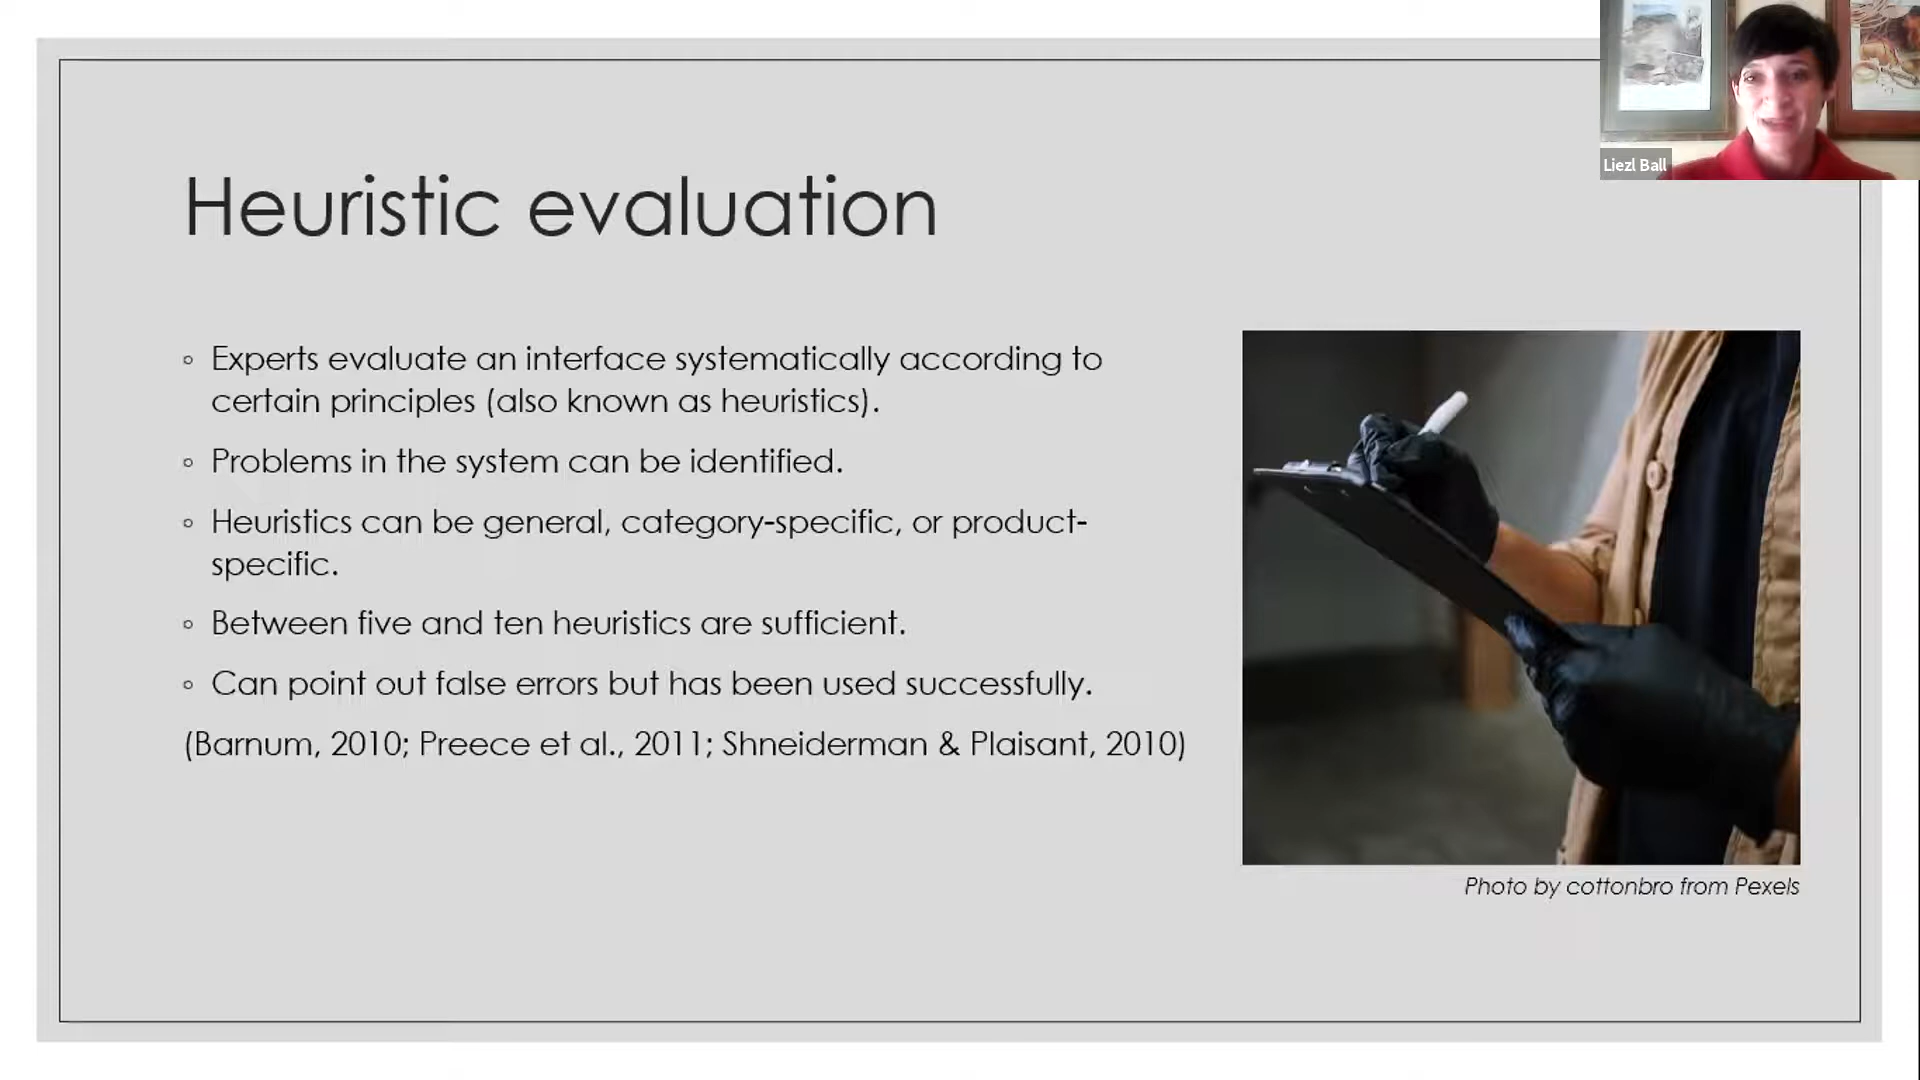 Liezl Ball
Heuristic evaluation
◦ Experts evaluate an interface systematically according to
certain principles (also known as heuristics).
◦ Problems in the system can be identified.
◦ Heuristics can be general, category-specific, or product-
specific.
◦ Between five and ten heuristics are sufficient.
◦ Can point out false errors but has been used successfully.
(Barnum, 2010; Preece et al., 2011; Shneiderman & Plaisant, 2010)
Photo by cottonbro from Pexels